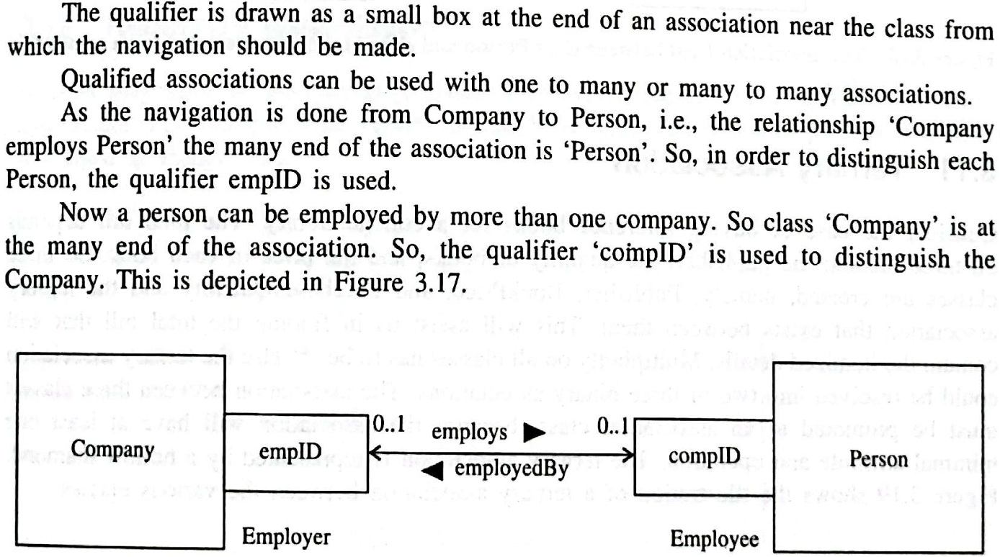 The qualifier is drawn as a small box at the end of an association near the class from
which the navigation should be made.
Qualified associations can be used with one to many or many to many associations.
As the navigation is done from Company to Person, i.e., the relationship ‘Company
employs Person’ the many end of the association is ‘Person’. So, in order to distinguish each
Person, the qualifier empID is used.
Now a person can be employed by more than one company. So class ‘Company’ is at
the many end of the association. So, the qualifier ‘compID’ is used to distinguish the
Company. This is depicted in Figure 3.17.
Company
empID
0..1
employs ▶
0..1
◀ employedBy
compID
Person
Employer
Employee